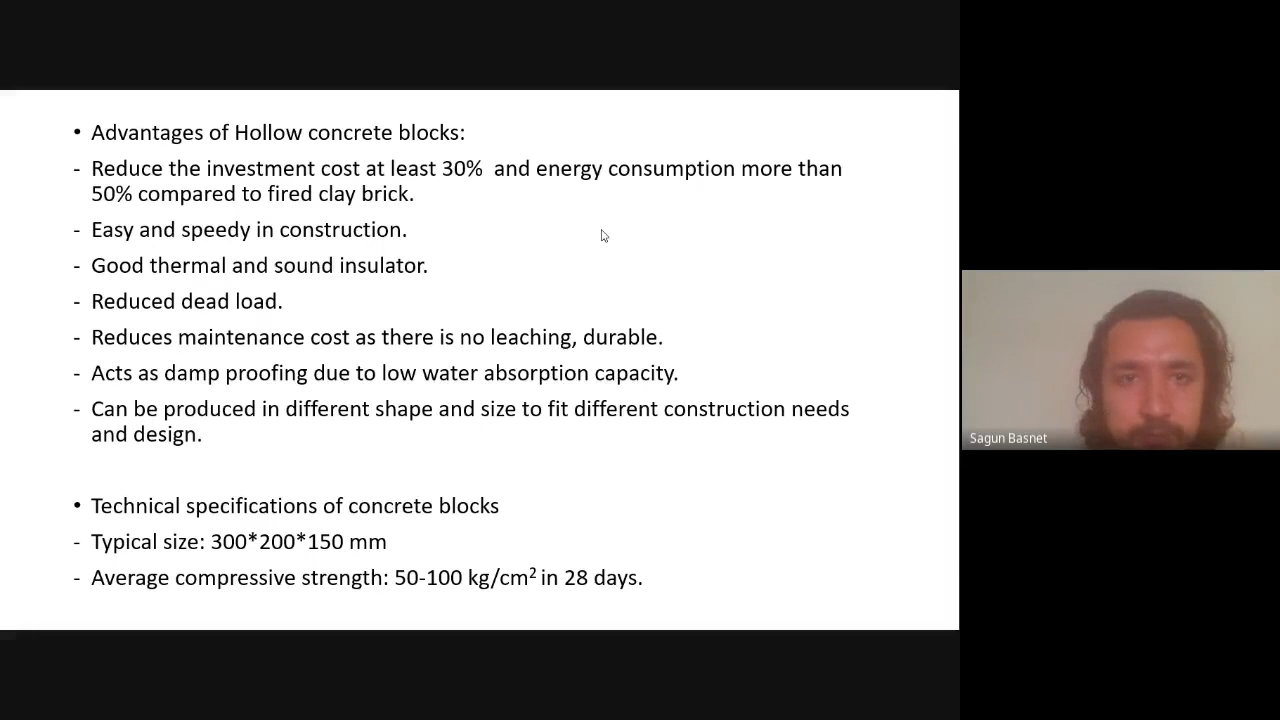 • Advantages of Hollow concrete blocks:
- Reduce the investment cost at least 30%  and energy consumption more than
50% compared to fired clay brick.
- Easy and speedy in construction.
- Good thermal and sound insulator.
- Reduced dead load.
- Reduces maintenance cost as there is no leaching, durable.
- Acts as damp proofing due to low water absorption capacity.
- Can be produced in different shape and size to fit different construction needs
and design.
• Technical specifications of concrete blocks
- Typical size: 300*200*150 mm
- Average compressive strength: 50-100 kg/cm² in 28 days.
Sagun Basnet